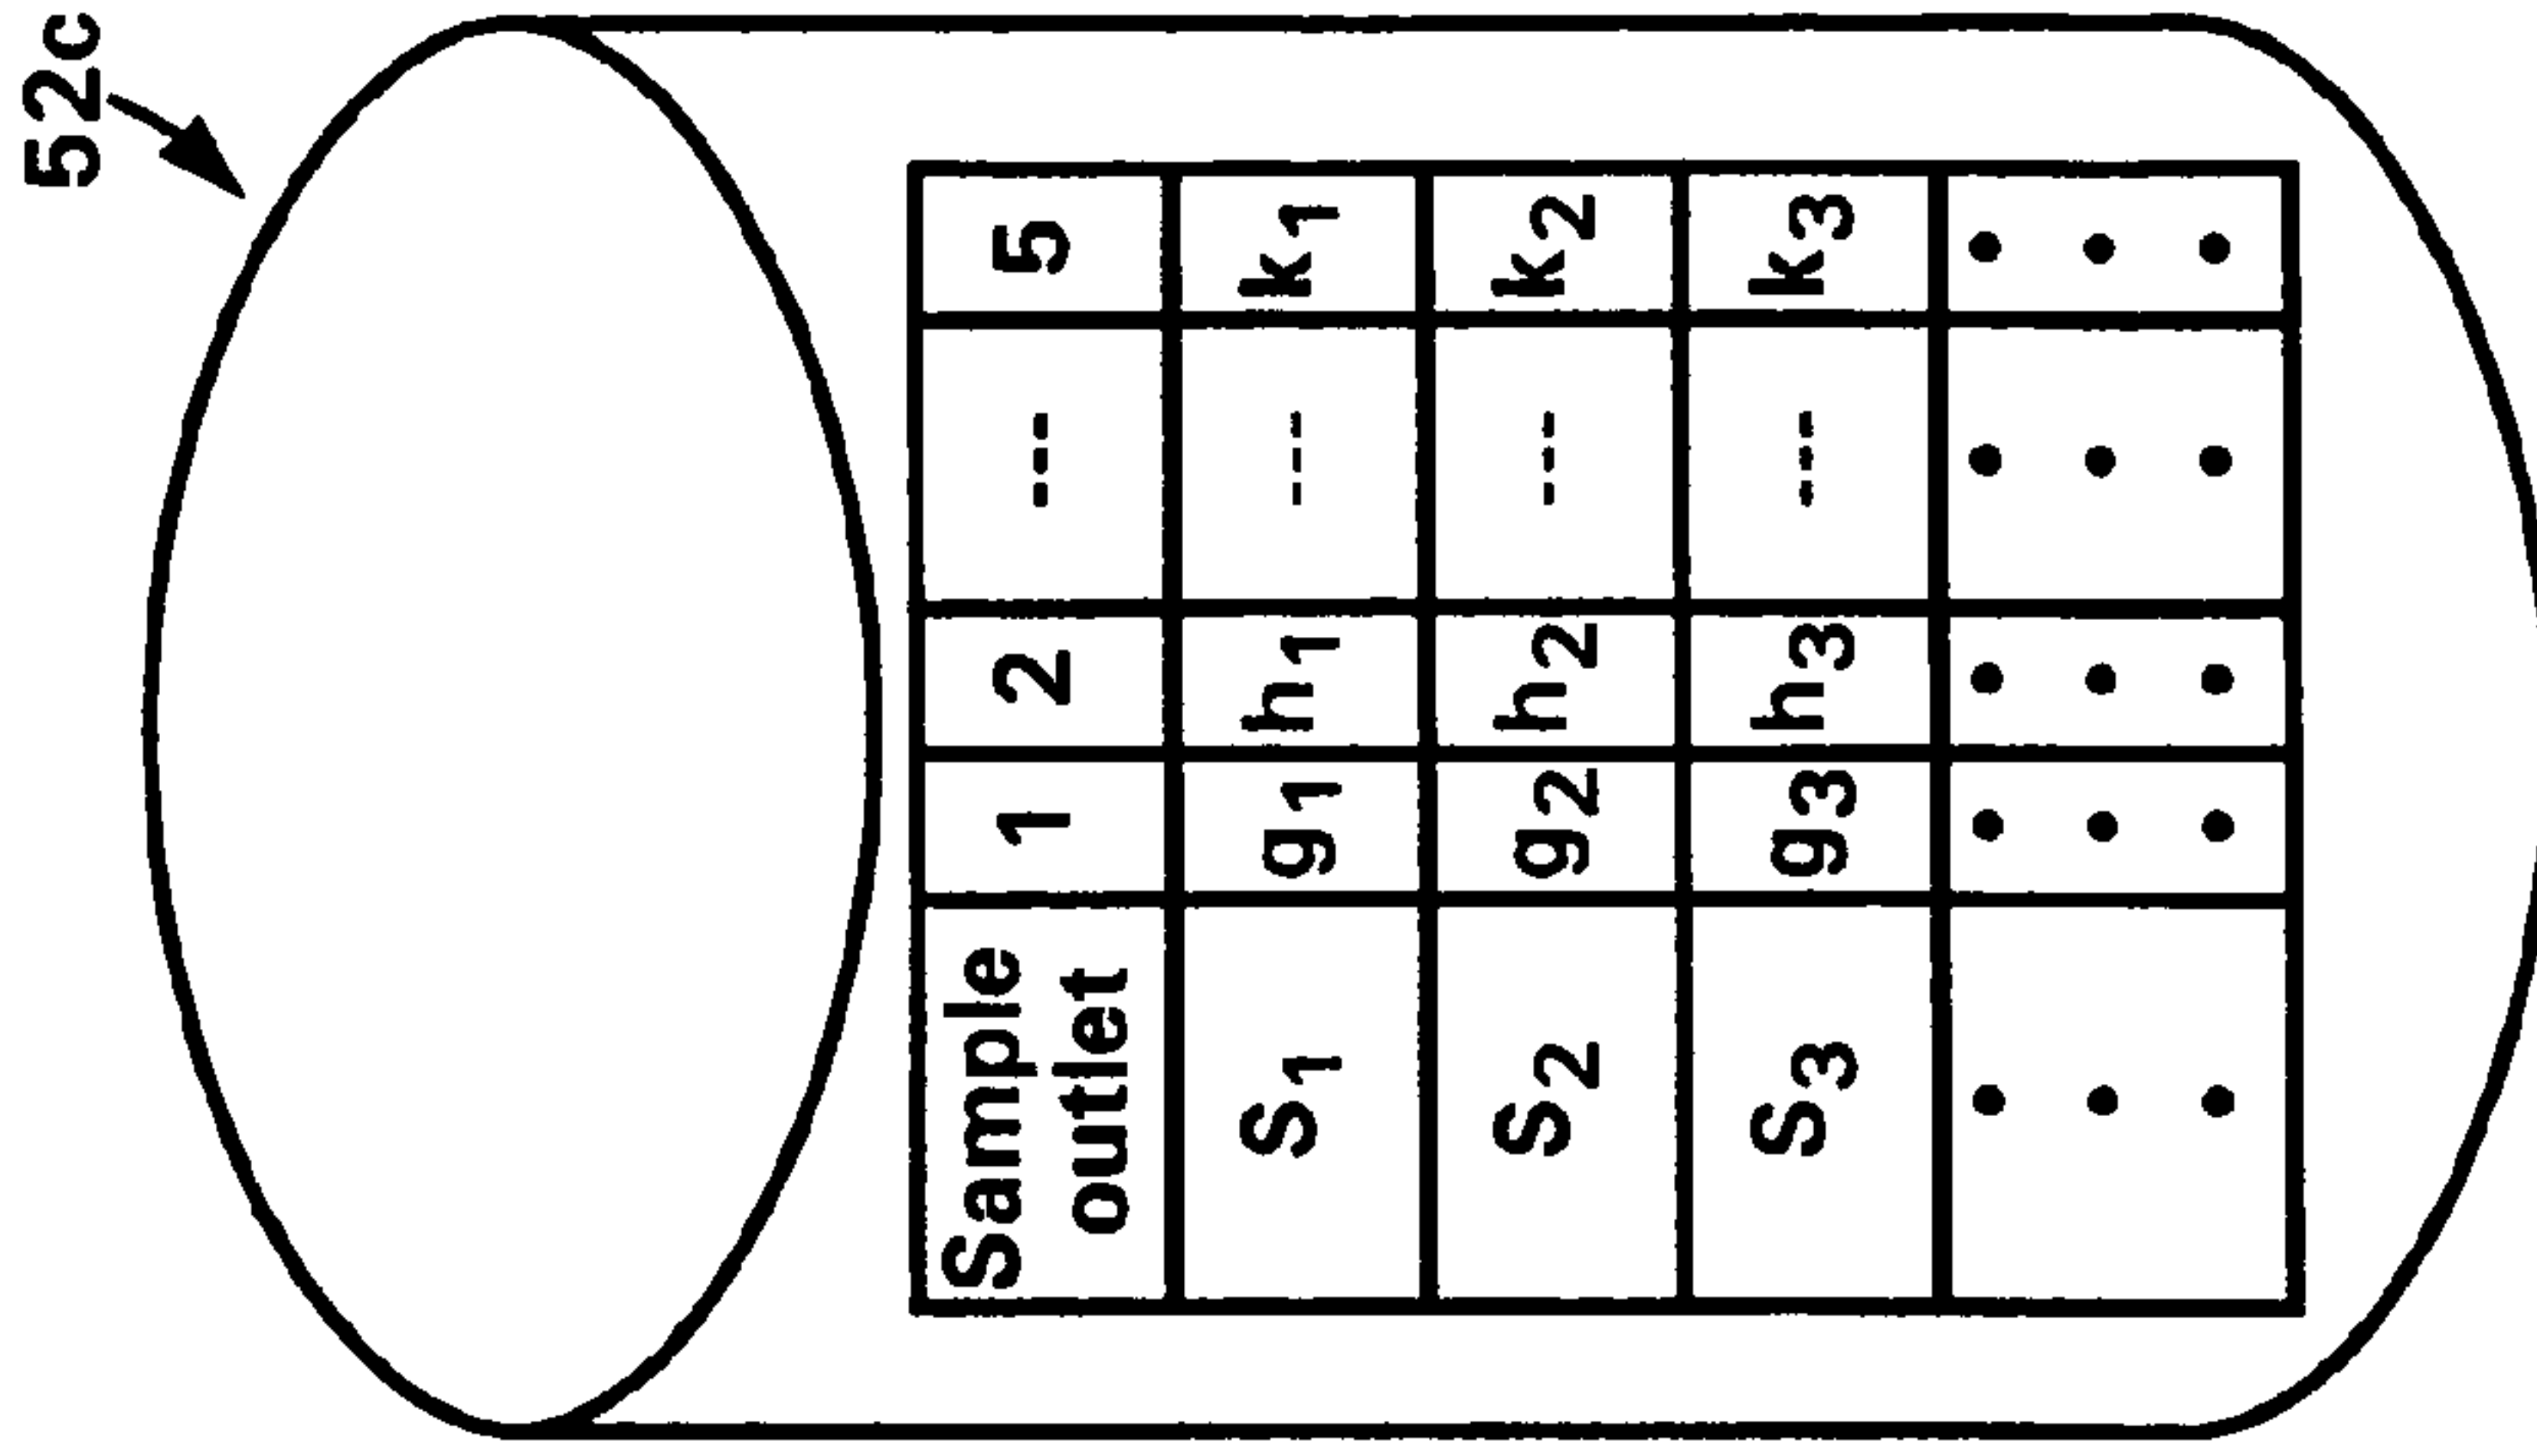 52c
Sample outlet 1 2 --- 5
S1 g1 h1 --- k1
S2 g2 h2 --- k2
S3 g3 h3 --- k3